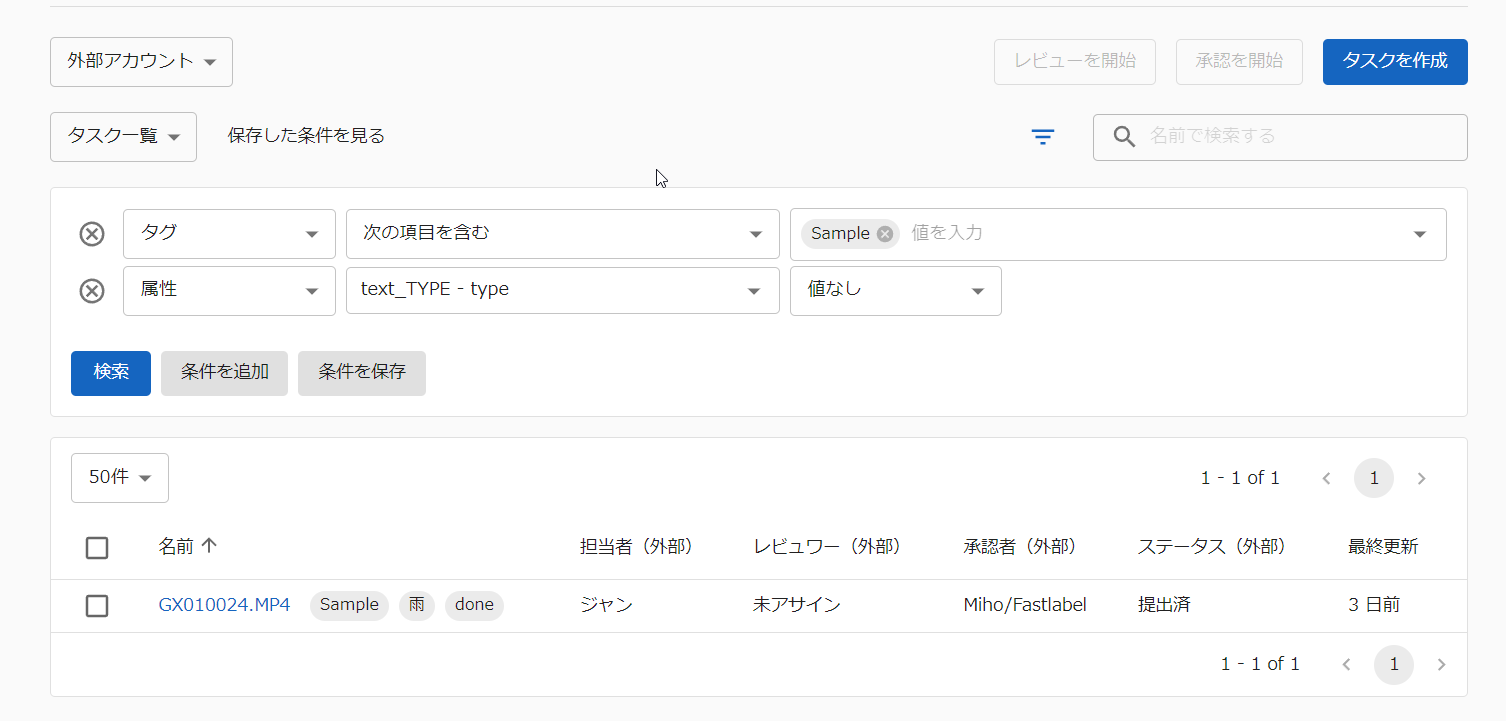 外部アカウント
レビューを開始
承認を開始
タスクを作成
タスク一覧
保存した条件を見る
名前で検索する
タグ
次の項目を含む
Sample
値を入力
属性
text_TYPE - type
値なし
検索
条件を追加
条件を保存
50件
1 - 1 of 1
1
名前
担当者（外部）
レビュワー（外部）
承認者（外部）
ステータス（外部）
最終更新
GX010024.MP4
Sample
雨
done
ジャン
未アサイン
Miho/Fastlabel
提出済
3 日前
1 - 1 of 1
1